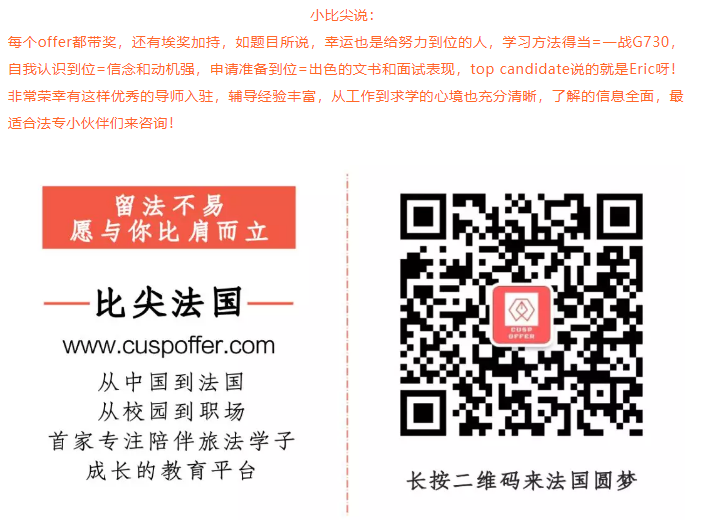 小比尖说：
每个offer都带奖，还有埃奖加持，如题目所说，幸运也是给努力到位的人，学习方法得当=一战G730，
自我认识到位=信念和动机强，申请准备到位=出色的文书和面试表现，top candidate说的就是Eric呀！
非常荣幸有这样优秀的导师入驻，辅导经验丰富，从工作到求学的心境也充分清晰，了解的信息全面，最
适合法专小伙伴们来咨询！
留法不易
愿与你比肩而立
比尖法国
www.cuspoffer.com
从中国到法国
从校园到职场
首家专注陪伴旅法学子
成长的教育平台
CUSP
OFFER
长按二维码来法国圆梦